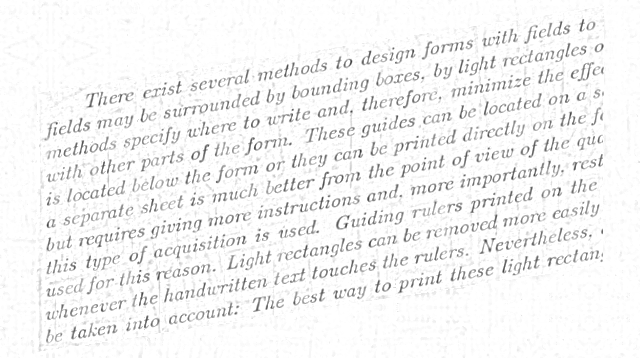 There exist several methods to design forms with fields to
fields may be surrounded by bounding boxes, by light rectangles o
methods specify where to write and, therefore, minimize the effec
with other parts of the form. These guides can be located on a s
is located below the form or they can be printed directly on the fo
a separate sheet is much better from the point of view of the qua
but requires giving more instructions and, more importantly, rest
this type of acquisition is used. Guiding rulers printed on the
used for this reason. Light rectangles can be removed more easily
whenever the handwritten text touches the rulers. Nevertheless,
be taken into account: The best way to print these light rectang